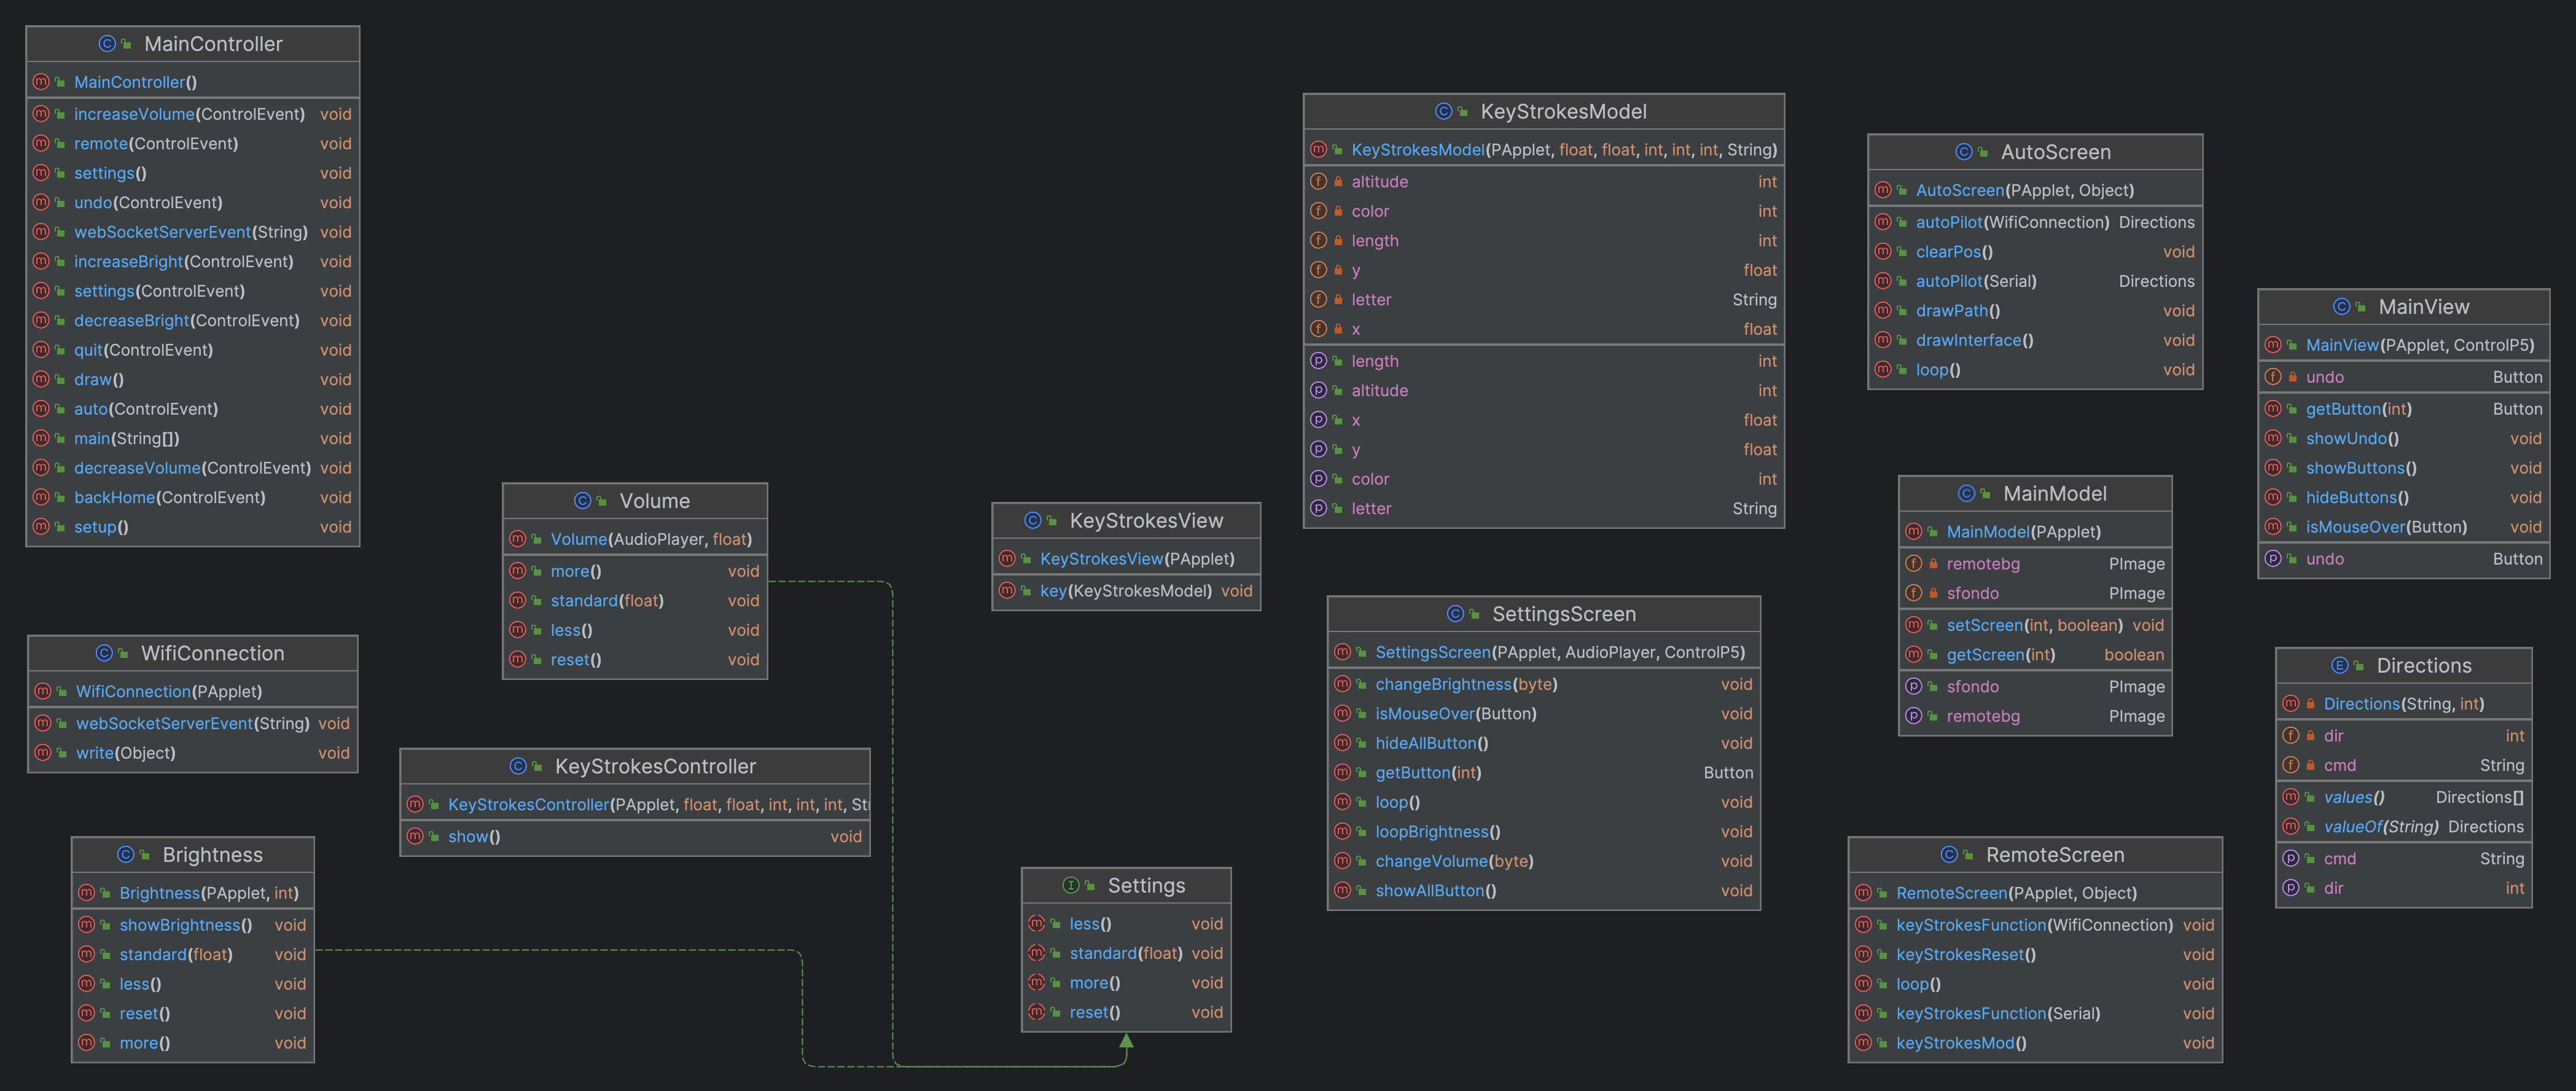 MainController
MainController()
increaseVolume(ControlEvent) void
remote(ControlEvent) void
settings() void
undo(ControlEvent) void
webSocketServerEvent(String) void
increaseBright(ControlEvent) void
settings(ControlEvent) void
decreaseBright(ControlEvent) void
quit(ControlEvent) void
draw() void
auto(ControlEvent) void
main(String[]) void
decreaseVolume(ControlEvent) void
backHome(ControlEvent) void
setup() void
WifiConnection
WifiConnection(PApplet)
webSocketServerEvent(String) void
write(Object) void
Brightness
Brightness(PApplet, int)
showBrightness() void
standard(float) void
less() void
reset() void
more() void
Volume
Volume(AudioPlayer, float)
more() void
standard(float) void
less() void
reset() void
KeyStrokesController
KeyStrokesController(PApplet, float, float, int, int, int, St
show() void
KeyStrokesView
KeyStrokesView(PApplet)
key(KeyStrokesModel) void
Settings
less() void
standard(float) void
more() void
reset() void
KeyStrokesModel
KeyStrokesModel(PApplet, float, float, int, int, int, String)
altitude int
color int
length int
y float
letter String
x float
length int
altitude int
x float
y float
color int
letter String
SettingsScreen
SettingsScreen(PApplet, AudioPlayer, ControlP5)
changeBrightness(byte) void
isMouseOver(Button) void
hideAllButton() void
getButton(int) Button
loop() void
loopBrightness() void
changeVolume(byte) void
showAllButton() void
AutoScreen
AutoScreen(PApplet, Object)
autoPilot(WifiConnection) Directions
clearPos() void
autoPilot(Serial) Directions
drawPath() void
drawInterface() void
loop() void
MainModel
MainModel(PApplet)
remotebg PImage
sfondo PImage
setScreen(int, boolean) void
getScreen(int) boolean
sfondo PImage
remotebg PImage
RemoteScreen
RemoteScreen(PApplet, Object)
keyStrokesFunction(WifiConnection) void
keyStrokesReset() void
loop() void
keyStrokesFunction(Serial) void
keyStrokesMod() void
MainView
MainView(PApplet, ControlP5)
undo Button
getButton(int) Button
showUndo() void
showButtons() void
hideButtons() void
isMouseOver(Button) void
undo Button
Directions
Directions(String, int)
dir int
cmd String
values() Directions[]
valueOf(String) Directions
cmd String
dir int